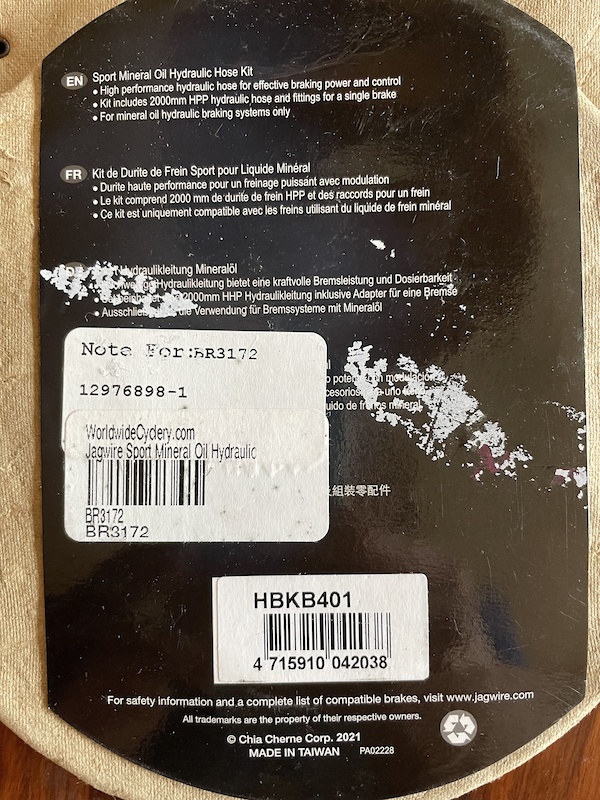 EN
Sport Mineral Oil Hydraulic Hose Kit
• High performance hydraulic hose for effective braking power and control
• Kit includes 2000mm HPP hydraulic hose and fittings for a single brake
• For mineral oil hydraulic braking systems only
FR
Kit de Durite de Frein Sport pour Liquide Minéral
• Durite haute performance pour un freinage puissant avec modulation
• Le kit comprend 2000 mm de durite de frein HPP et des raccords pour un frein
• Ce kit est uniquement compatible avec les freins utilisant du liquide de frein minéral
Hydraulikleitung Mineralöl
Hydraulikleitung bietet eine kraftvolle Bremsleistung und Dosierbarkeit
2000mm HHP Hydraulikleitung inklusive Adapter für eine Bremse
die Verwendung für Bremssysteme mit Mineralöl
Note For:BR3172
12976898-1
WorldwideCyclery.com
Jagwire Sport Mineral Oil Hydraulic
BR3172
BR3172
modulación
frenos mineral
組装零配件
HBKB401
4 715910 042038
For safety information and a complete list of compatible brakes, visit www.jagwire.com
All trademarks are the property of their respective owners.
© Chia Cherne Corp. 2021
MADE IN TAIWAN PA02228